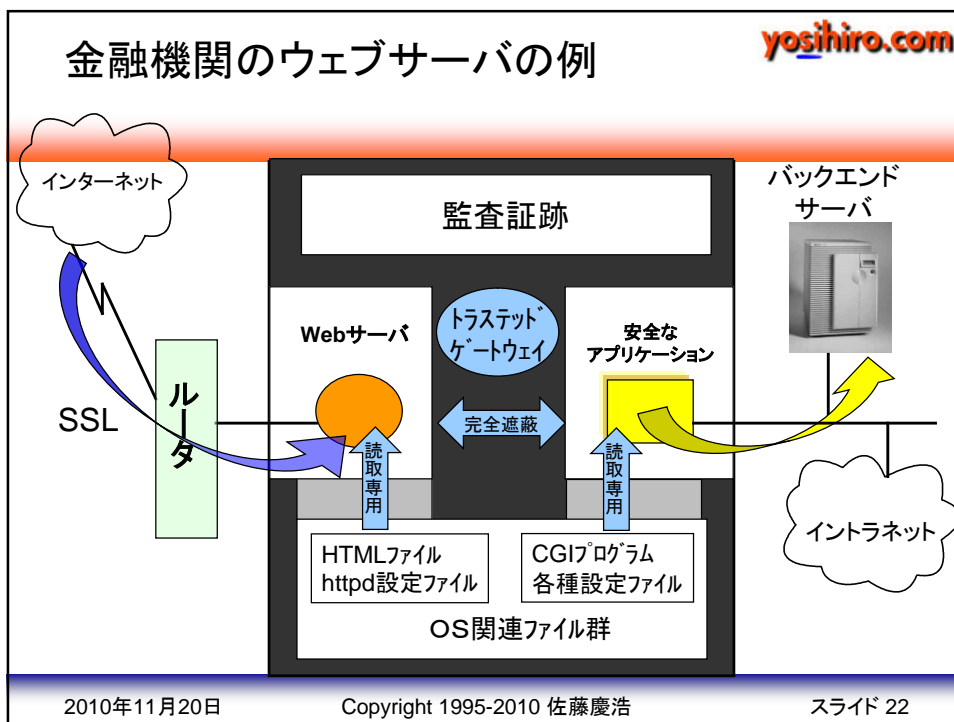 金融機関のウェブサーバの例
yosihiro.com
インターネット
監査証跡
バックエンド
サーバ
Webサーバ
トラステッド
ゲートウェイ
安全な
アプリケーション
SSL
ルータ
完全遮蔽
読取専用
読取専用
イントラネット
HTMLファイル
httpd設定ファイル
CGIプログラム
各種設定ファイル
OS関連ファイル群
2010年11月20日
Copyright 1995-2010 佐藤慶浩
スライド 22